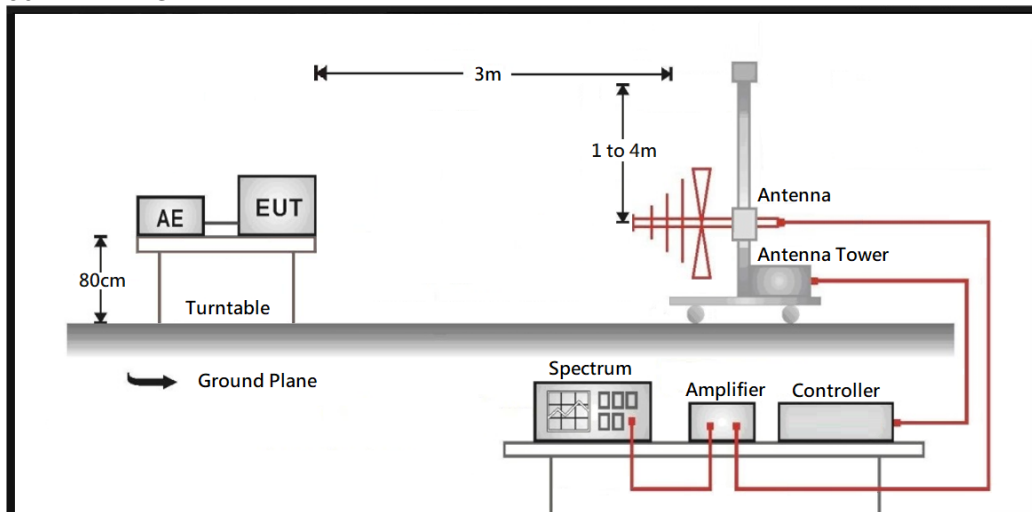 3m
1 to 4m
AE
EUT
Antenna
Antenna Tower
80cm
Turntable
Ground Plane
Spectrum
Amplifier
Controller